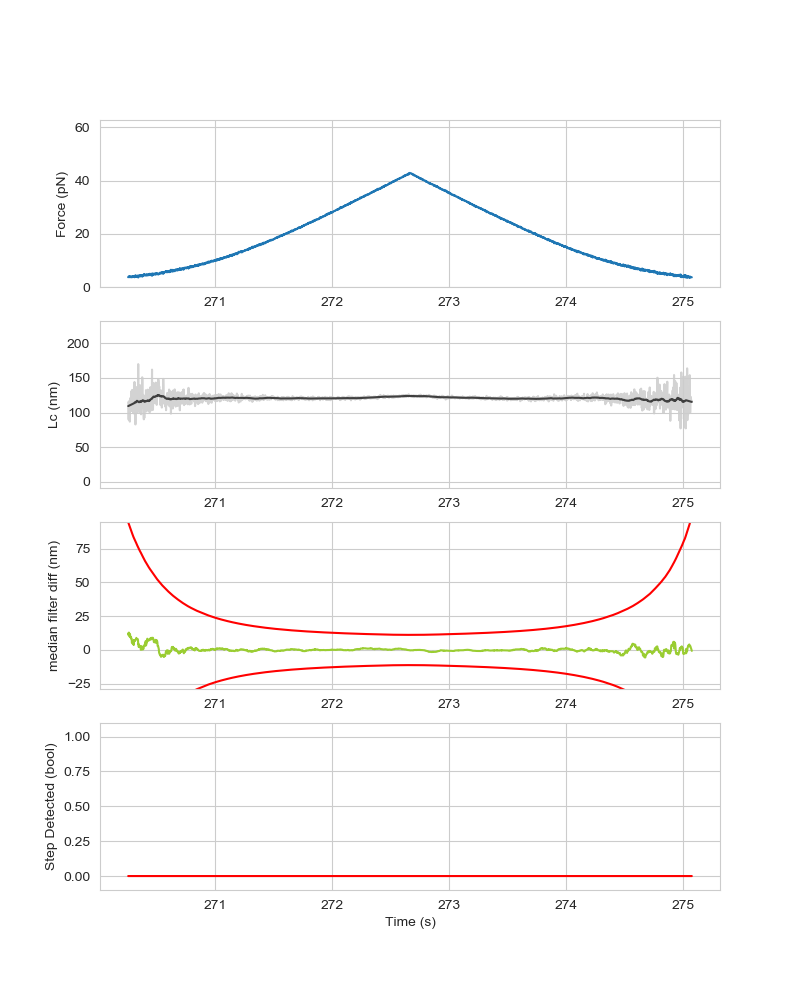 60
40
20
0
Force (pN)
271 272 273 274 275
200
150
100
50
0
Lc (nm)
271 272 273 274 275
75
50
25
0
−25
median filter diff (nm)
271 272 273 274 275
1.00
0.75
0.50
0.25
0.00
Step Detected (bool)
271 272 273 274 275
Time (s)